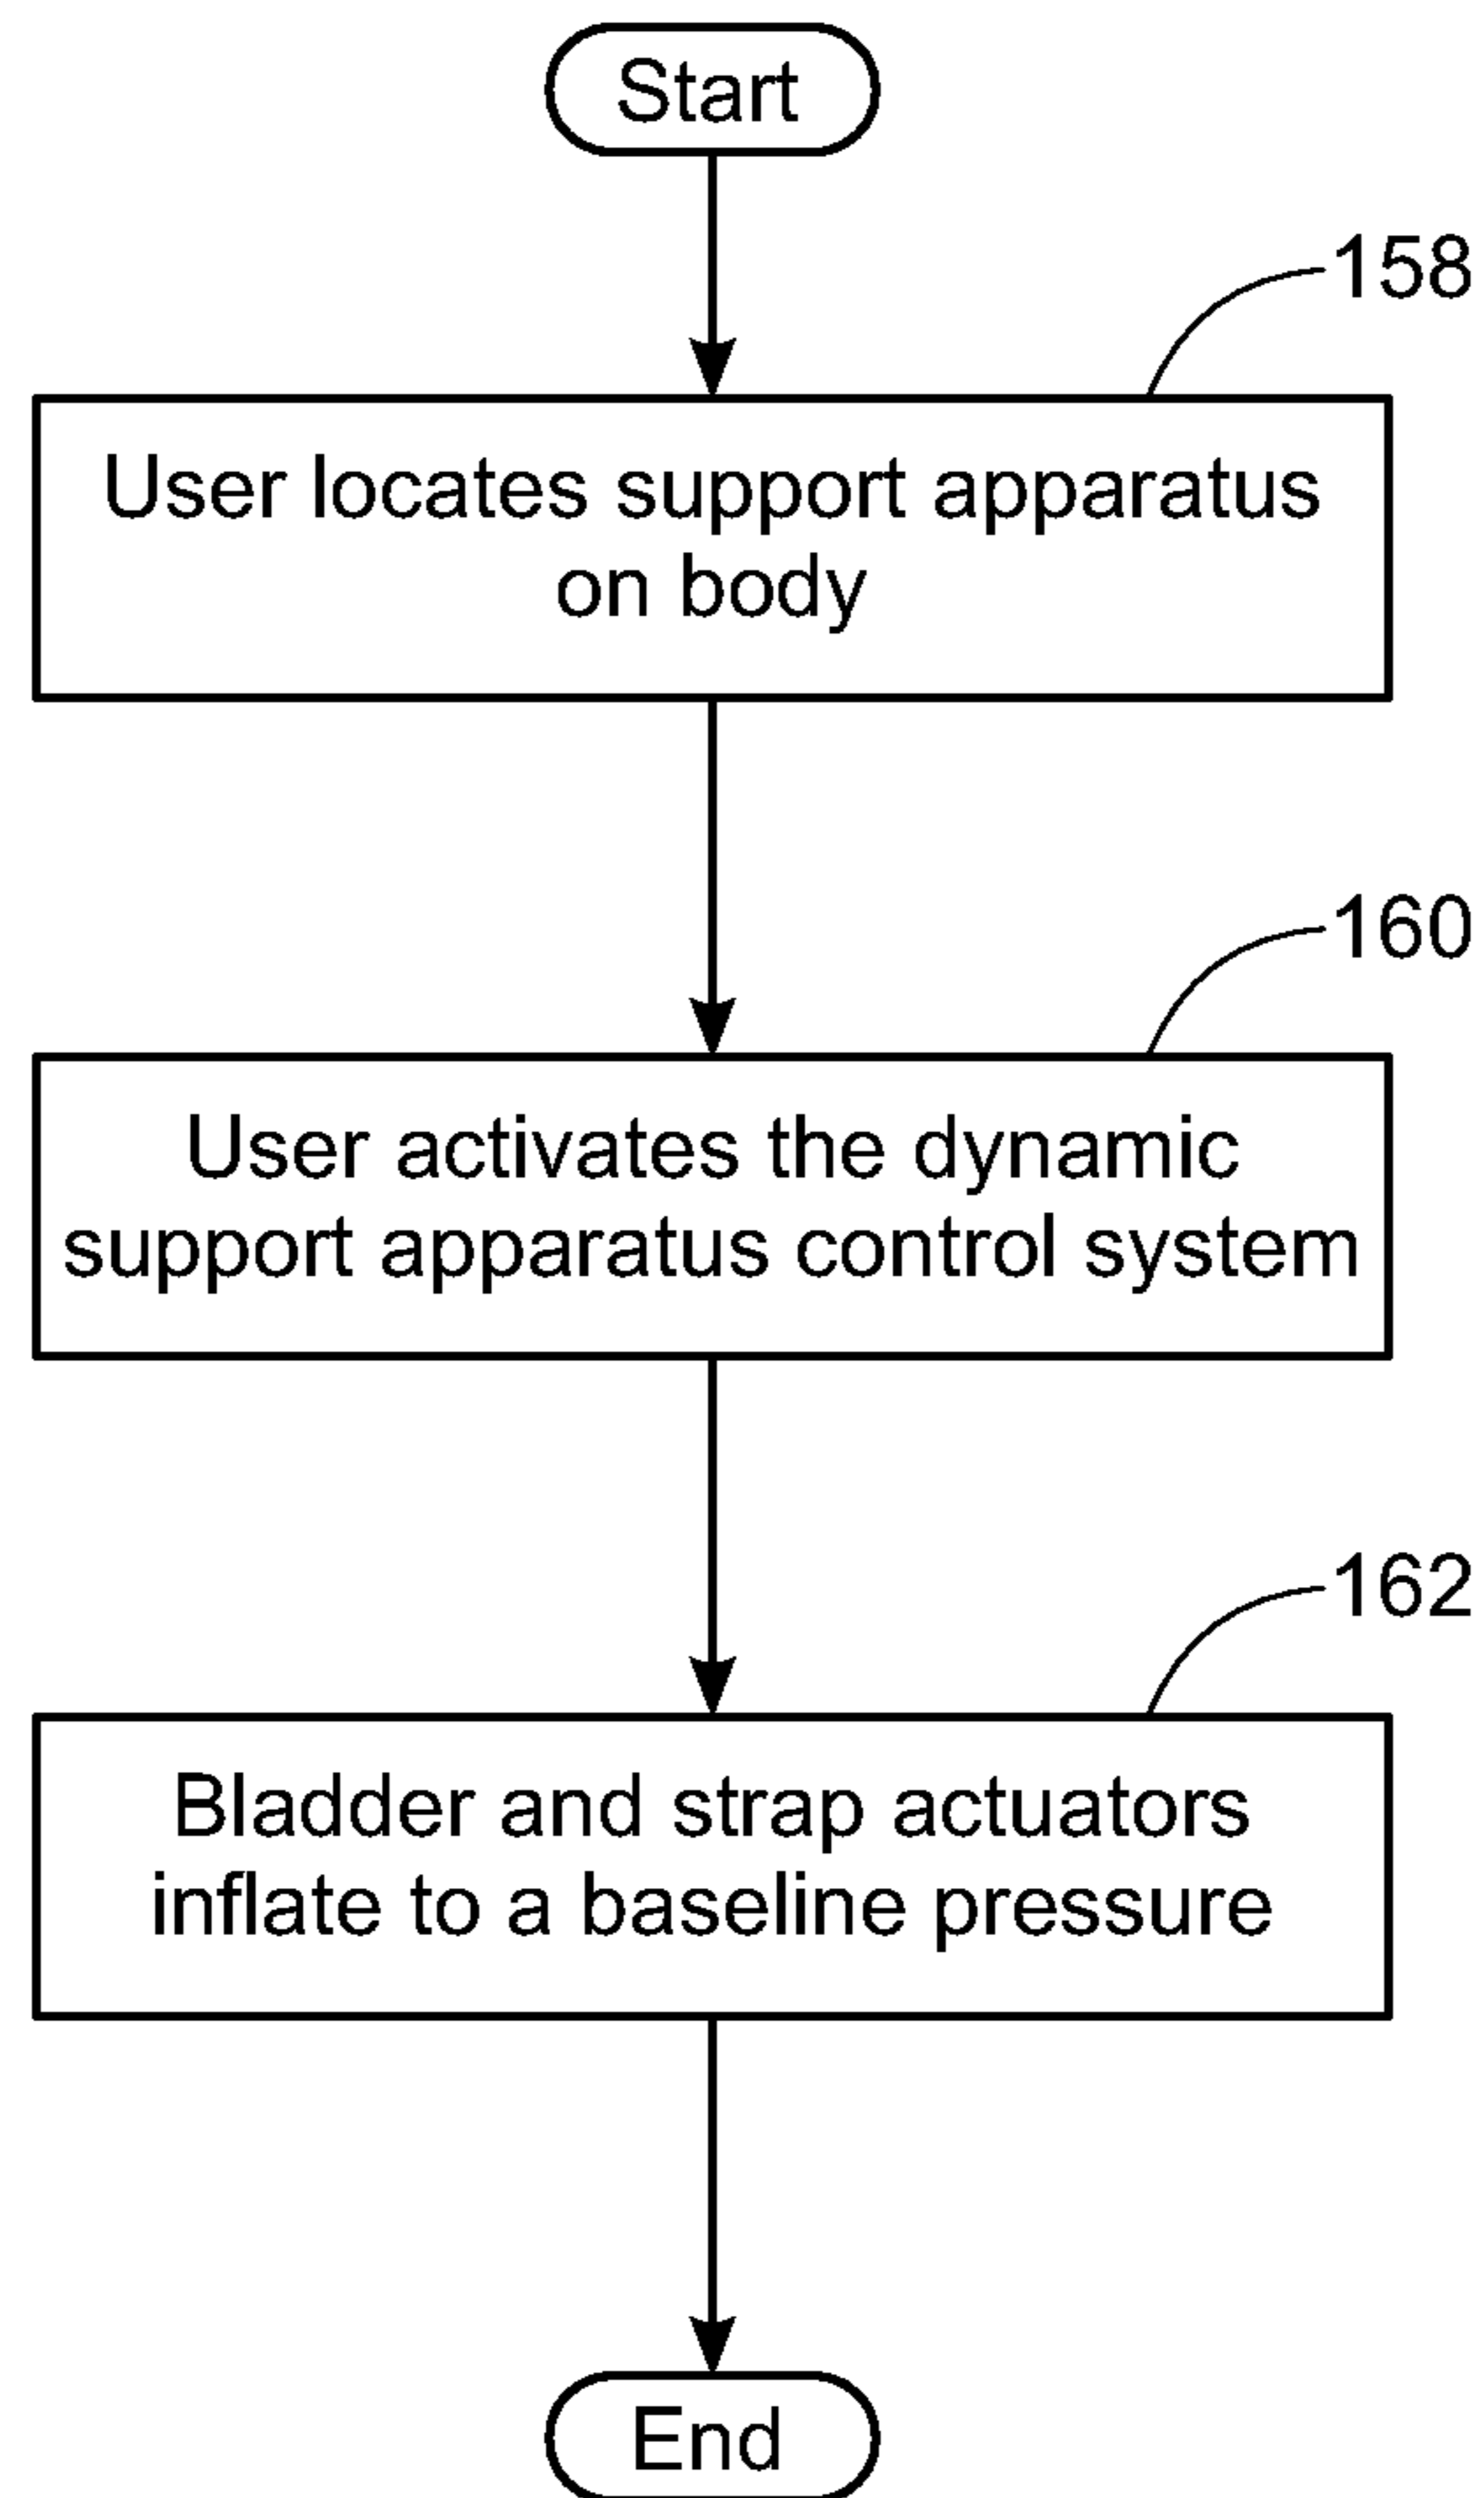 Start
158
User locates support apparatus
on body
160
User activates the dynamic
support apparatus control system
162
Bladder and strap actuators
inflate to a baseline pressure
End